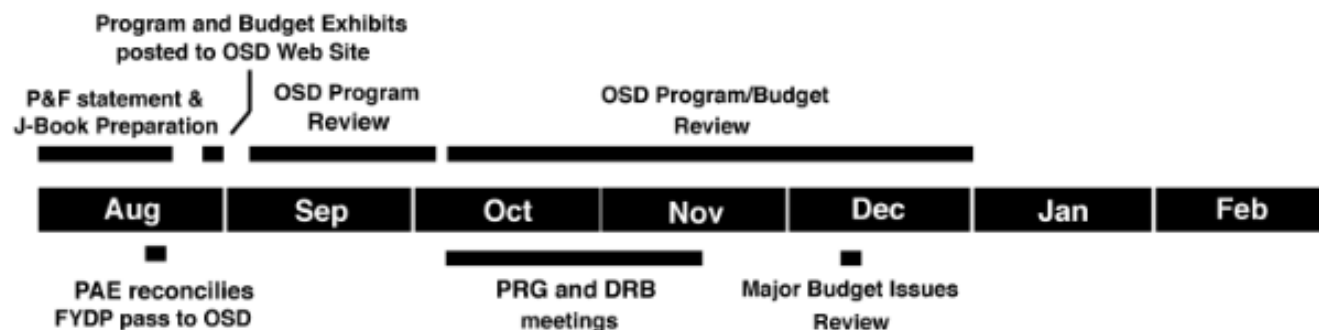 Program and Budget Exhibits
posted to OSD Web Site
P&F statement &
J-Book Preparation
OSD Program
Review
OSD Program/Budget
Review
Aug Sep Oct Nov Dec Jan Feb
PAE reconcilies
FYDP pass to OSD
PRG and DRB
meetings
Major Budget Issues
Review